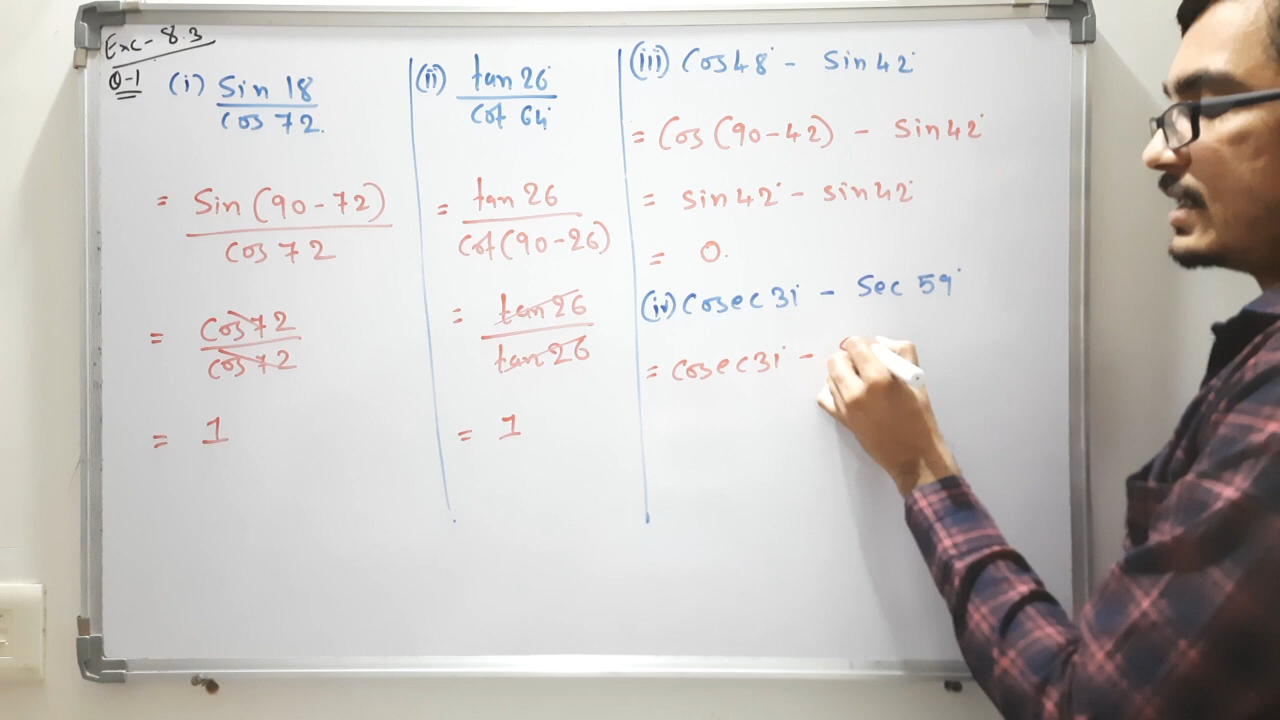 Exc- 8.3
Q-1
(i) Sin 18 / cos 72.
= Sin (90-72) / cos 72
= cos 72 / cos 72
= 1
(ii) tan 26° / cot 64°
= tan 26 / cot (90-26)
= tan 26 / tan 26
= 1
(iii) Cos 48° - Sin 42°
= Cos (90-42) - Sin 42°
= sin 42° - sin 42°
= 0.
(iv) Cosec 31° - Sec 59°
= cosec 31° -